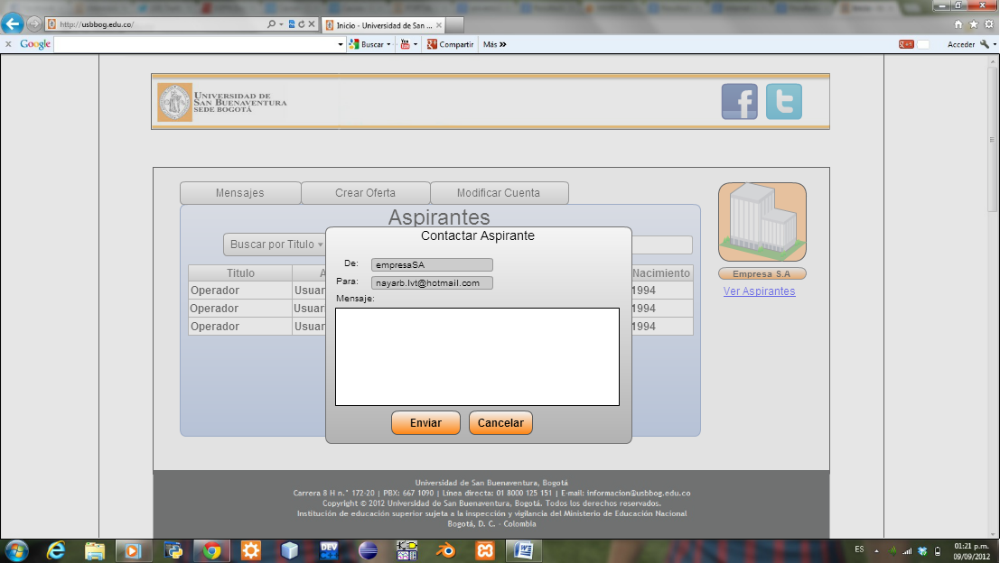 http://usbbog.edu.co/
Inicio - Universidad de San ...
Google
Buscar
Compartir
Más »
+1
Acceder
UNIVERSIDAD DE
SAN BUENAVENTURA
SEDE BOGOTÁ
f t
Mensajes
Crear Oferta
Modificar Cuenta
Aspirantes
Buscar por Titulo
Titulo
A
Nacimiento
Operador Usuar 1994
Operador Usuar 1994
Operador Usuar 1994
Contactar Aspirante
De: empresaSA
Para: nayarb.lvt@hotmail.com
Mensaje:
Enviar
Cancelar
Empresa S.A
Ver Aspirantes
Universidad de San Buenaventura, Bogotá
Carrera 8 H n.° 172-20 | PBX: 667 1090 | Línea directa: 01 8000 125 151 | E-mail: informacion@usbbog.edu.co
Copyright © 2012 Universidad de San Buenaventura, Bogotá. Todos los derechos reservados.
Institución de educación superior sujeta a la inspección y vigilancia del Ministerio de Educación Nacional
Bogotá, D. C. - Colombia
DEV
ES
01:21 p.m.
09/09/2012